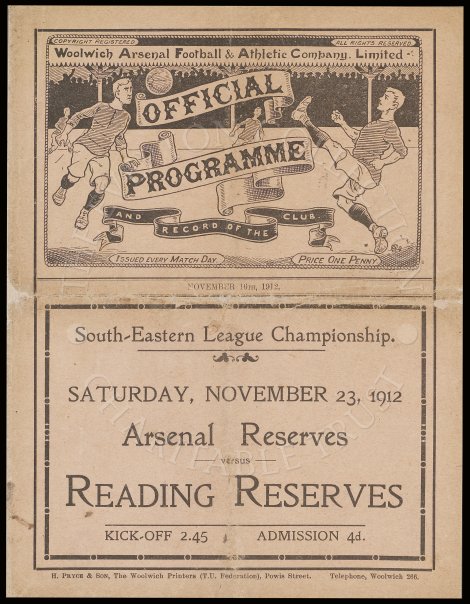 COPYRIGHT REGISTERED
ALL RIGHTS RESERVED
Woolwich Arsenal Football & Athletic Company. Limited
OFFICIAL
PROGRAMME
AND RECORD OF THE CLUB
ISSUED EVERY MATCH DAY.
PRICE ONE PENNY.
NOVEMBER 16TH, 1912.
South-Eastern League Championship.
SATURDAY, NOVEMBER 23, 1912
Arsenal Reserves
versus
READING RESERVES
KICK-OFF 2.45 ADMISSION 4d.
H. PRYCE & SON, The Woolwich Printers (T.U. Federation), Powis Street. Telephone, Woolwich 266.
CHARITABLE TRUST